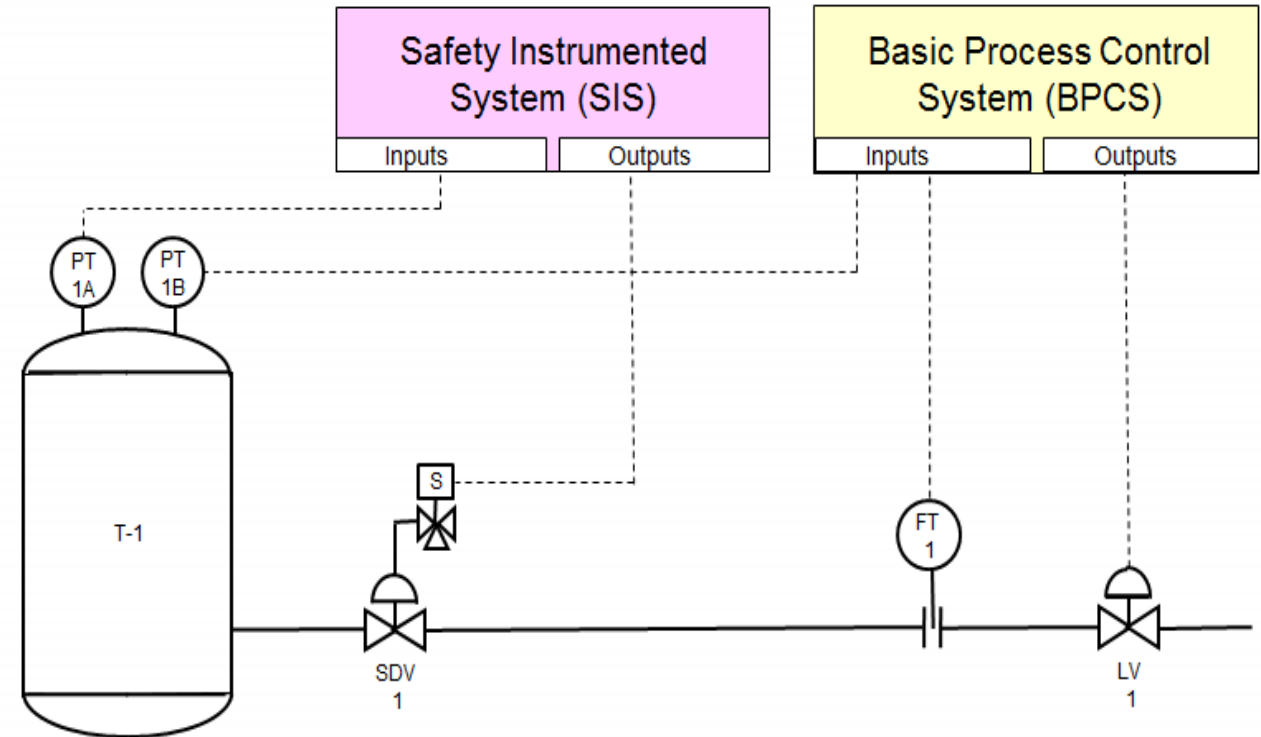 Safety Instrumented
System (SIS)
Inputs
Outputs
Basic Process Control
System (BPCS)
Inputs
Outputs
PT
1A
PT
1B
S
T-1
FT
1
SDV
1
LV
1